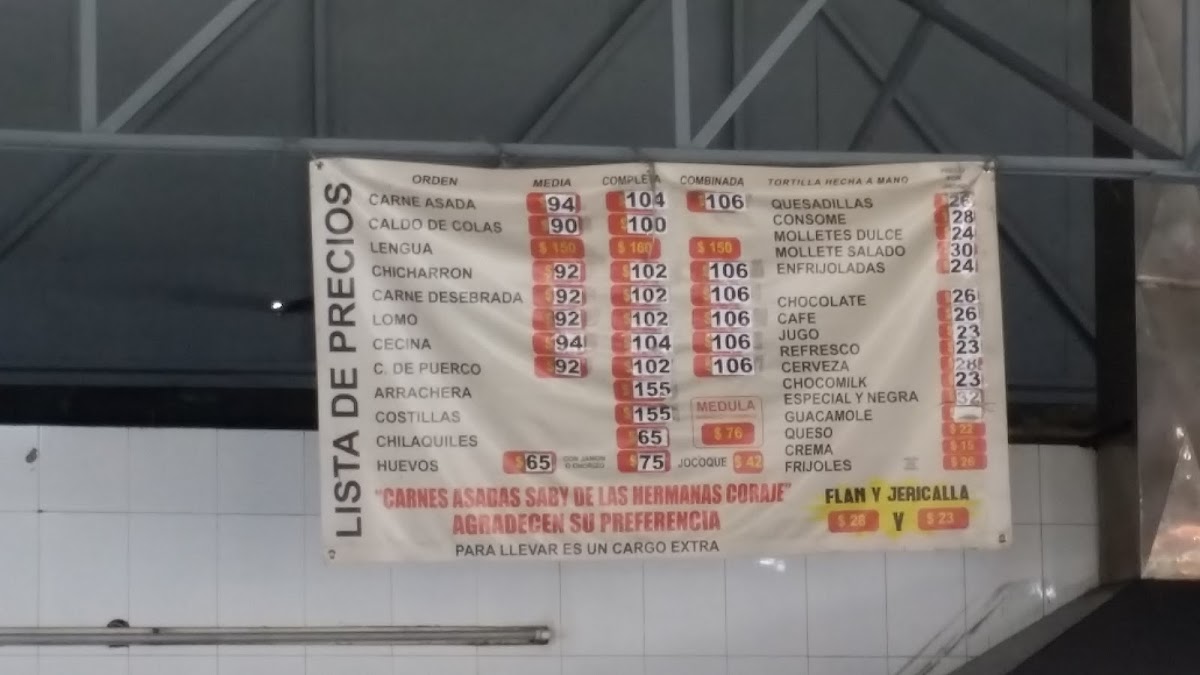 LISTA DE PRECIOS
ORDEN MEDIA COMPLETA COMBINADA TORTILLA HECHA A MANO
CARNE ASADA 94 104 106
CALDO DE COLAS 90 100
LENGUA $ 150 $ 160 $ 150
CHICHARRON 92 102 106
CARNE DESEBRADA 92 102 106
LOMO 92 102 106
CECINA 94 104 106
C. DE PUERCO 92 102 106
ARRACHERA 155
COSTILLAS 155
CHILAQUILES 65
HUEVOS $65 $75
MEDULA
$ 76
JOCOQUE $ 42
QUESADILLAS 26
CONSOME 28
MOLLETES DULCE 24
MOLLETE SALADO 30
ENFRIJOLADAS 24
CHOCOLATE 26
CAFE 26
JUGO 23
REFRESCO 23
CERVEZA 28
CHOCOMILK 23
ESPECIAL Y NEGRA 32
GUACAMOLE
QUESO $ 22
CREMA $ 15
FRIJOLES $ 26
"CARNES ASADAS SABY DE LAS HERMANAS CORAJE"
AGRADECEN SU PREFERENCIA
PARA LLEVAR ES UN CARGO EXTRA
FLAN Y JERICALLA
$ 28 Y $ 23